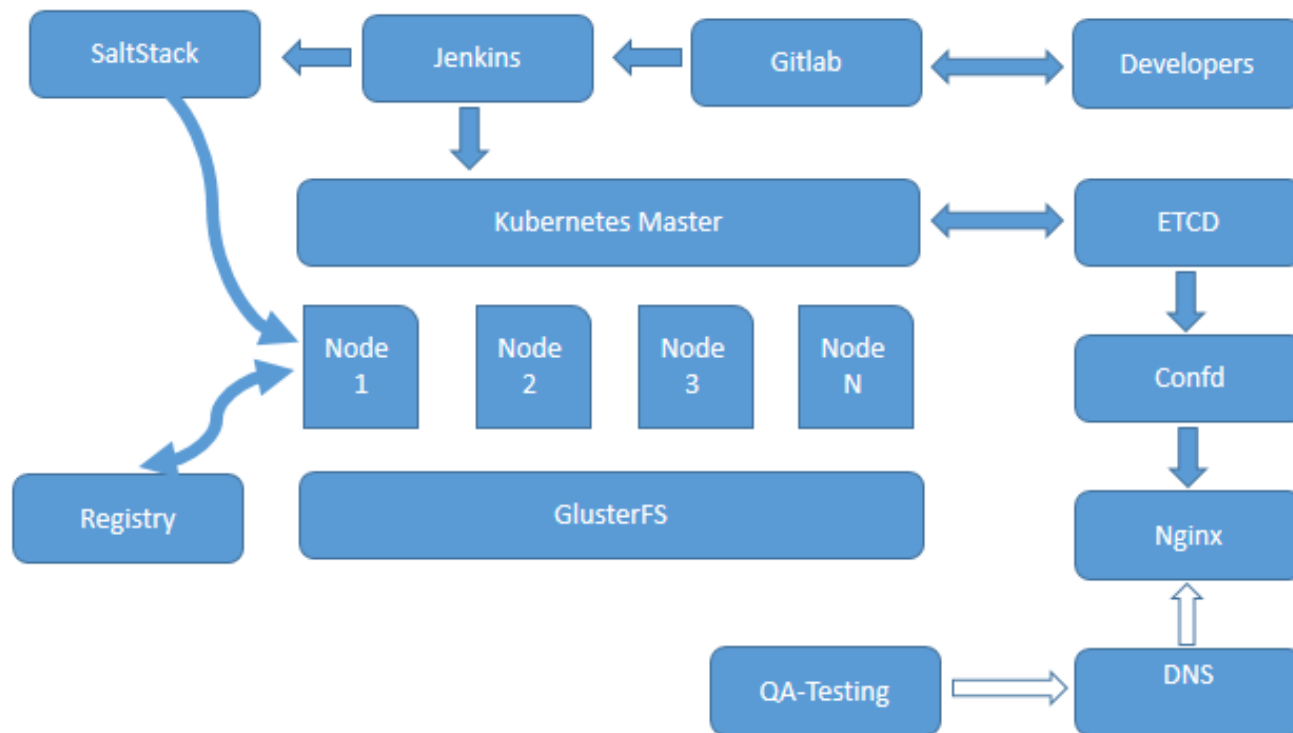 SaltStack
Jenkins
Gitlab
Developers
Kubernetes Master
ETCD
Node
1
Node
2
Node
3
Node
N
Confd
Registry
GlusterFS
Nginx
QA-Testing
DNS